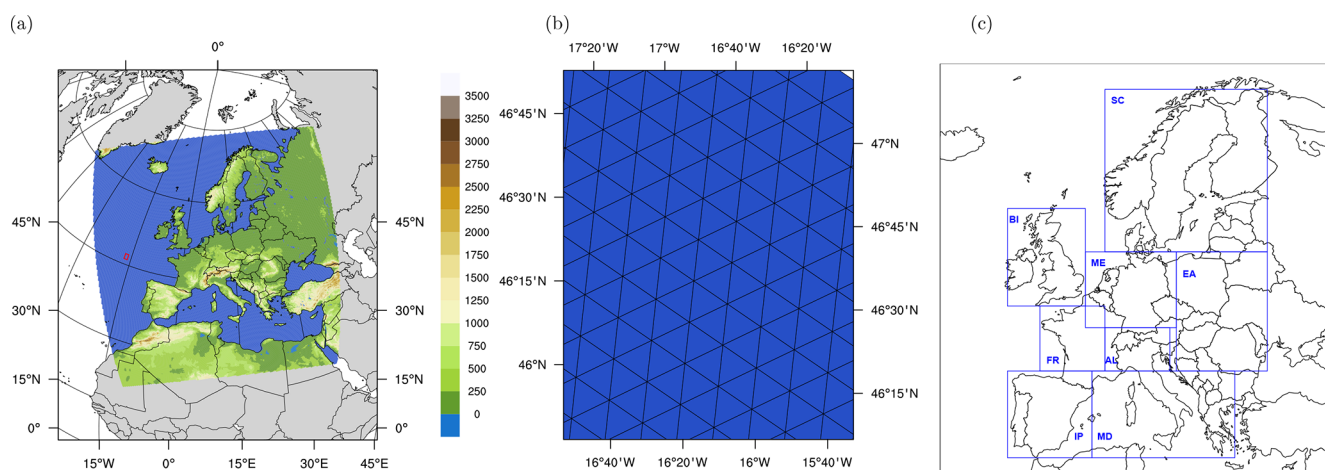 (a)
0°
45°N
30°N
15°N
0°
45°N
30°N
15°N
0°
15°W 0° 15°E 30°E 45°E
3500
3000
2500
2000
1750
1500
1250
1000
750
500
250
0
(b)
17°20'W 17°W 16°40'W 16°20'W
46°45'N
46°30'N
46°15'N
46°N
47°N
46°45'N
46°30'N
46°15'N
16°40'W 16°20'W 16°W 15°40'W
(c)
SC
BI
ME
EA
FR
AL
IP MD